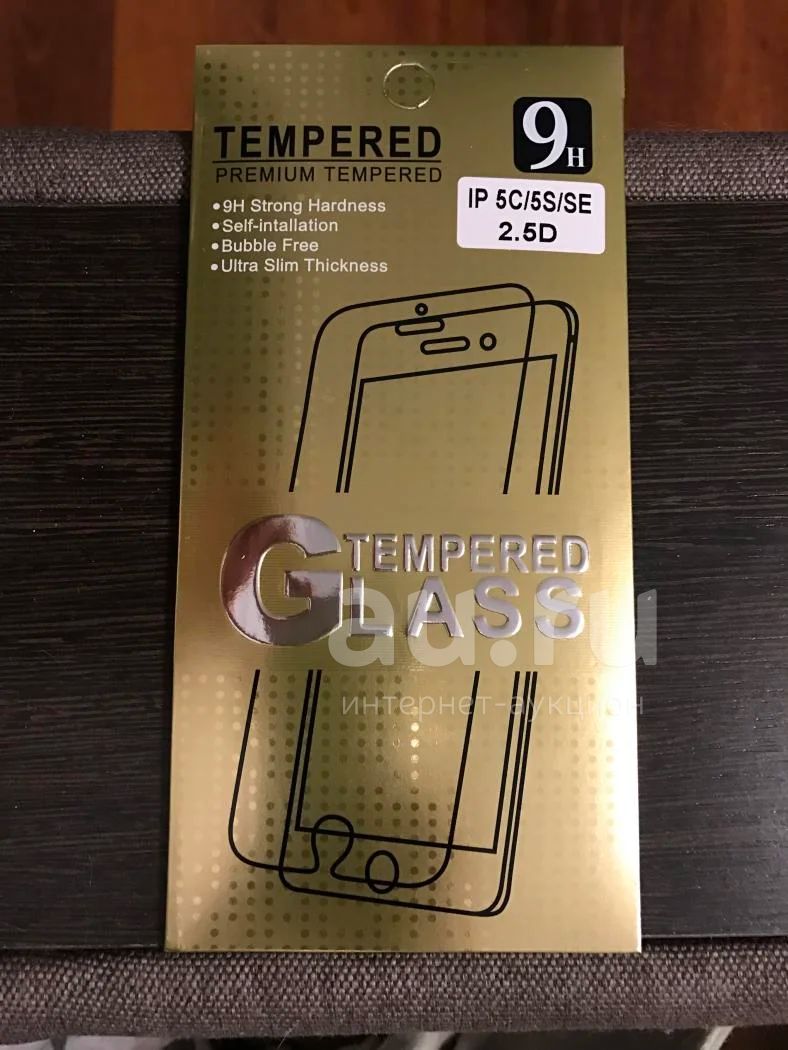 TEMPERED
PREMIUM TEMPERED
9H
IP 5C/5S/SE
2.5D
•9H Strong Hardness
•Self-intallation
•Bubble Free
•Ultra Slim Thickness
TEMPERED
GLASS
au.ru
интернет-аукцион